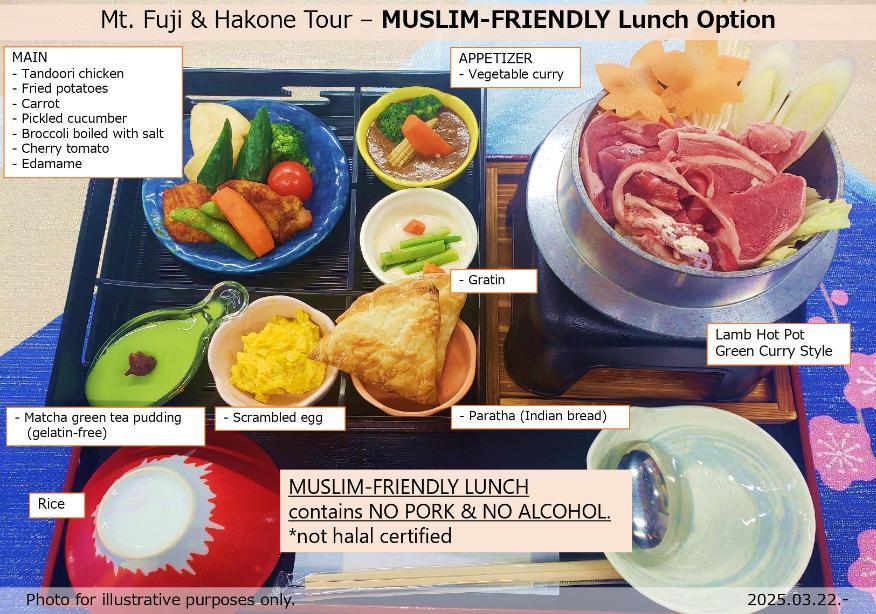 Mt. Fuji & Hakone Tour – MUSLIM-FRIENDLY Lunch Option
MAIN
- Tandoori chicken
- Fried potatoes
- Carrot
- Pickled cucumber
- Broccoli boiled with salt
- Cherry tomato
- Edamame
APPETIZER
- Vegetable curry
- Gratin
Lamb Hot Pot
Green Curry Style
- Matcha green tea pudding
(gelatin-free)
- Scrambled egg
- Paratha (Indian bread)
Rice
MUSLIM-FRIENDLY LUNCH
contains NO PORK & NO ALCOHOL.
*not halal certified
Photo for illustrative purposes only.
2025.03.22.-